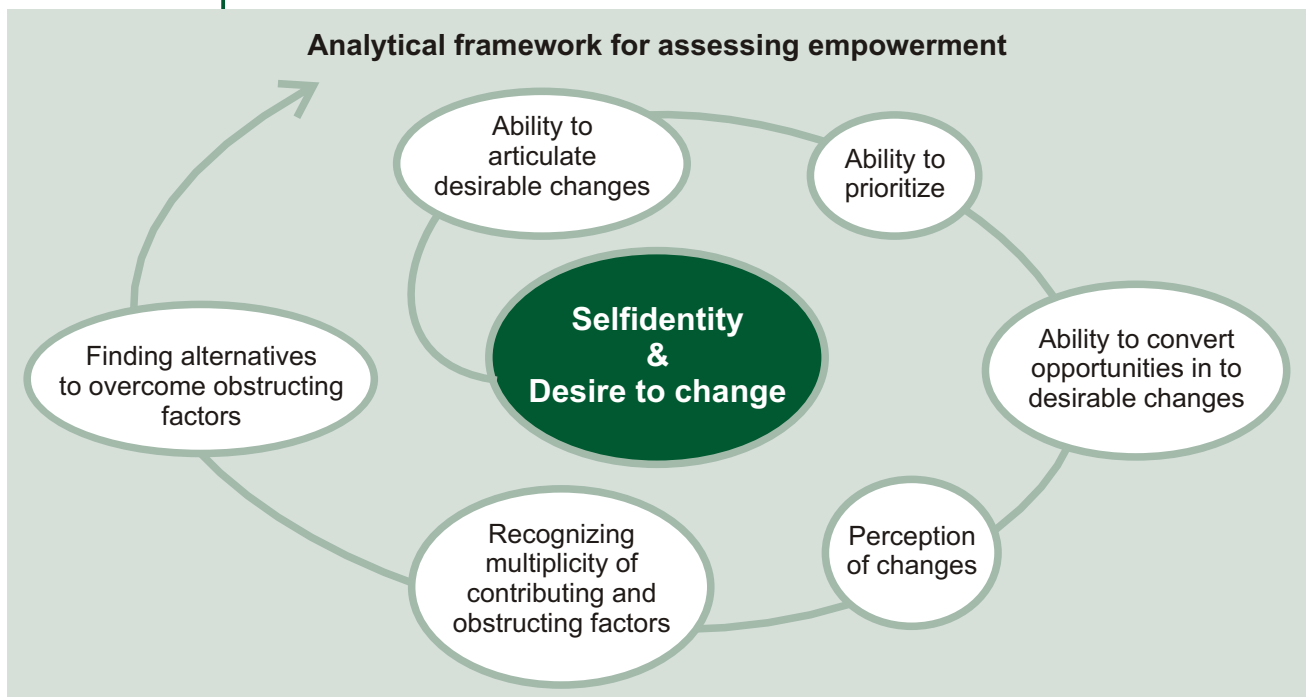 Analytical framework for assessing empowerment
Ability to
articulate
desirable changes
Ability to
prioritize
Ability to convert
opportunities in to
desirable changes
Perception
of changes
Recognizing
multiplicity of
contributing and
obstructing factors
Finding alternatives
to overcome obstructing
factors
Selfidentity
&
Desire to change